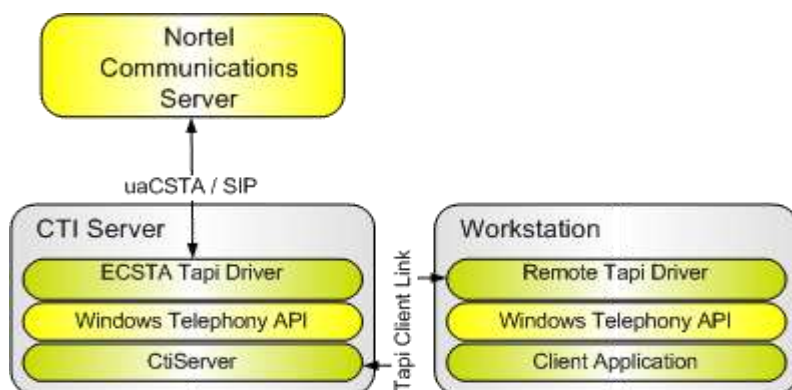 Nortel
Communications
Server
uaCSTA / SIP
CTI Server
ECSTA Tapi Driver
Windows Telephony API
CtiServer
Tapi Client Link
Workstation
Remote Tapi Driver
Windows Telephony API
Client Application